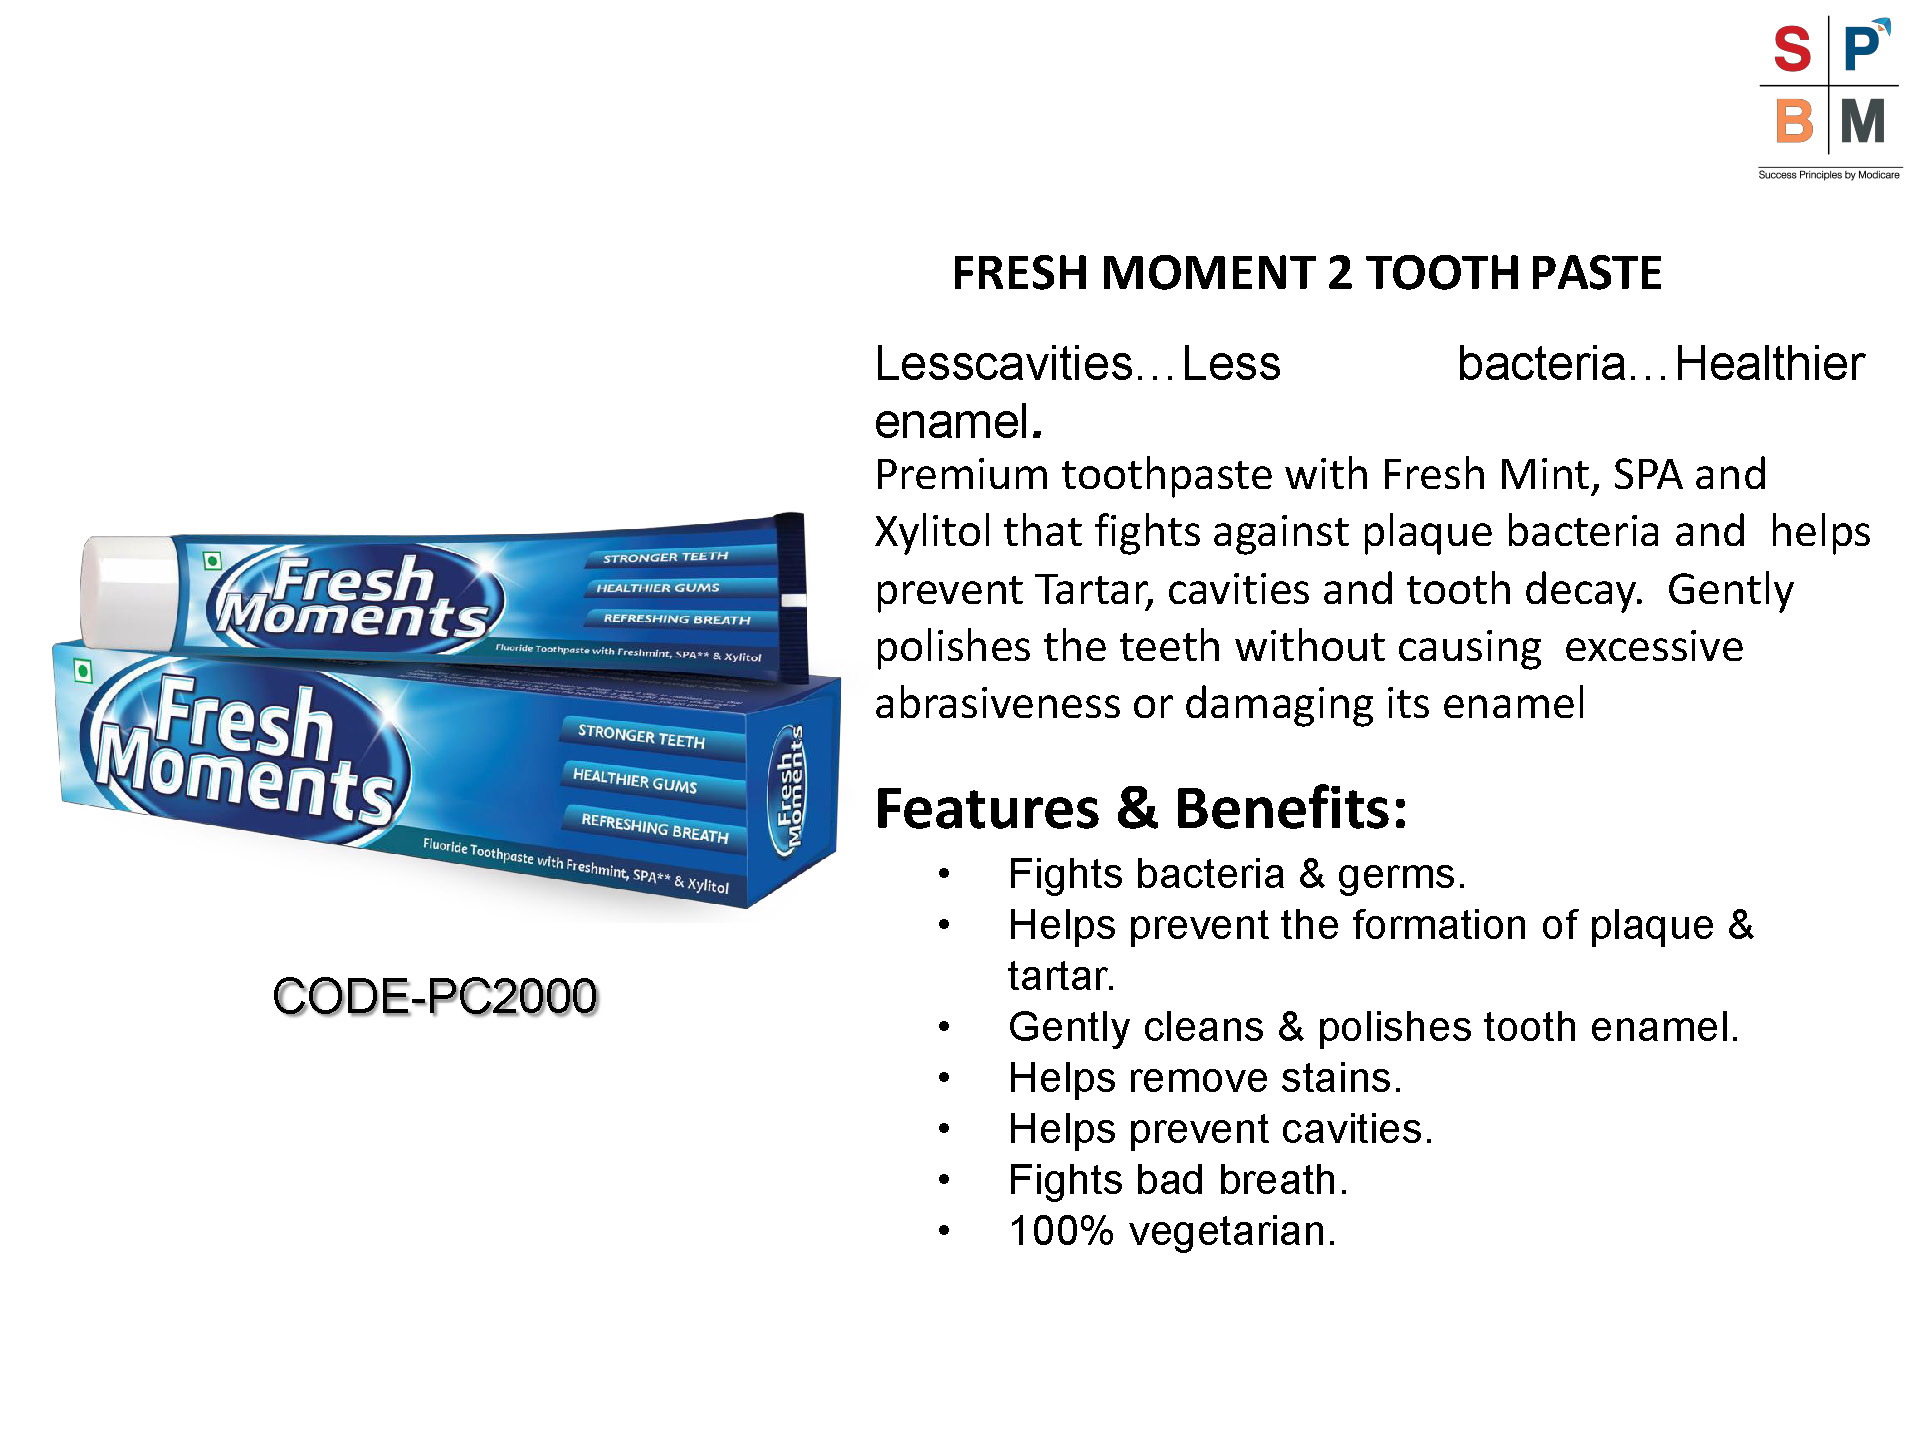 S P
B M
Success Principles by Modicare
FRESH MOMENT 2 TOOTH PASTE
Lesscavities…Less bacteria…Healthier
enamel.
Premium toothpaste with Fresh Mint, SPA and
Xylitol that fights against plaque bacteria and helps
prevent Tartar, cavities and tooth decay. Gently
polishes the teeth without causing excessive
abrasiveness or damaging its enamel
Features & Benefits:
• Fights bacteria & germs.
• Helps prevent the formation of plaque &
tartar.
• Gently cleans & polishes tooth enamel.
• Helps remove stains.
• Helps prevent cavities.
• Fights bad breath.
• 100% vegetarian.
Fresh
Moments
STRONGER TEETH
HEALTHIER GUMS
REFRESHING BREATH
Fluoride Toothpaste with Freshmint, SPA** & Xylitol
Fresh
Moments
STRONGER TEETH
HEALTHIER GUMS
REFRESHING BREATH
Fluoride Toothpaste with Freshmint, SPA** & Xylitol
Fresh
Moments
CODE-PC2000